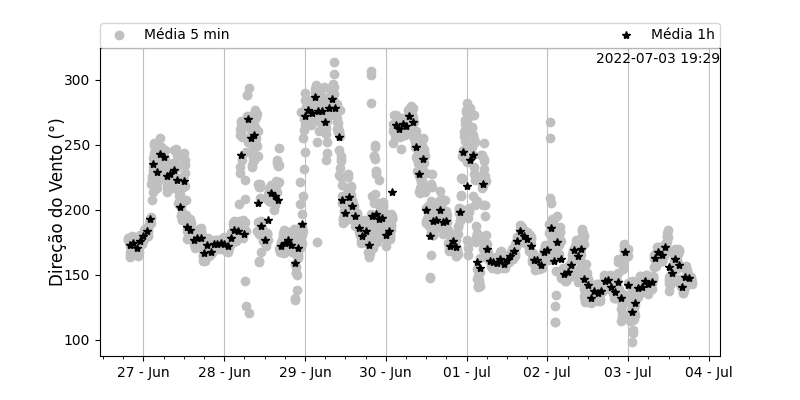 Média 5 min
Média 1h
2022-07-03 19:29
Direção do Vento (°)
300
250
200
150
100
27 - Jun
28 - Jun
29 - Jun
30 - Jun
01 - Jul
02 - Jul
03 - Jul
04 - Jul